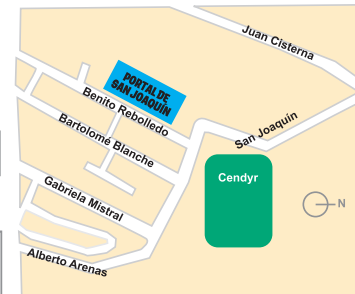 Juan Cisterna
PORTAL DE
SAN JOAQUÍN
Benito Rebolledo
San Joaquín
Bartolomé Blanche
Cendyr
Gabriela Mistral
N
Alberto Arenas